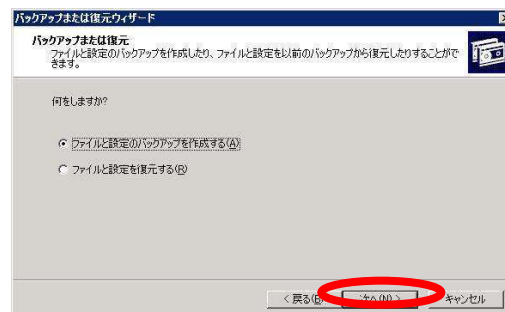 バックアップまたは復元ウィザード
バックアップまたは復元
ファイルと設定のバックアップを作成したり、ファイルと設定を以前のバックアップから復元したりすることがで
きます。
何をしますか?
ファイルと設定のバックアップを作成する(A)
ファイルと設定を復元する(R)
< 戻る(B) 次へ(N) > キャンセル